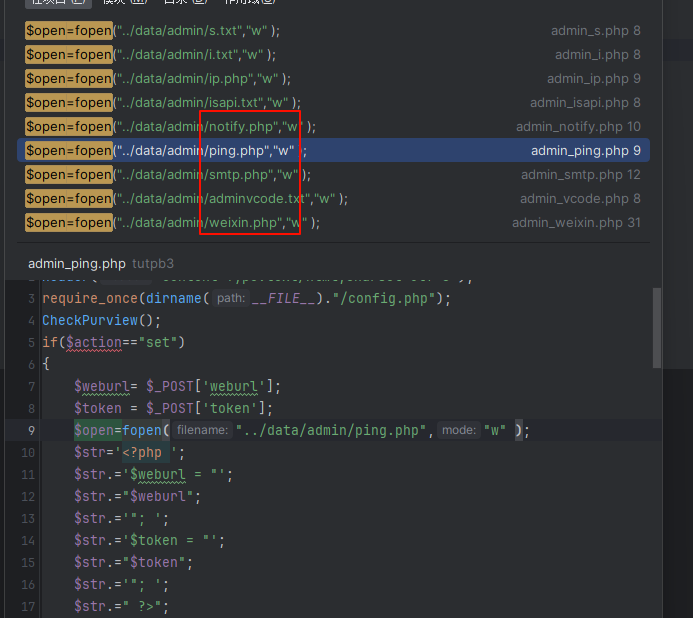 $open=fopen("../data/admin/s.txt","w" ); admin_s.php 8
$open=fopen("../data/admin/i.txt","w" ); admin_i.php 8
$open=fopen("../data/admin/ip.php","w" ); admin_ip.php 9
$open=fopen("../data/admin/isapi.txt","w" ); admin_isapi.php 8
$open=fopen("../data/admin/notify.php","w" ); admin_notify.php 10
$open=fopen("../data/admin/ping.php","w" ); admin_ping.php 9
$open=fopen("../data/admin/smtp.php","w" ); admin_smtp.php 12
$open=fopen("../data/admin/adminvcode.txt","w" ); admin_vcode.php 8
$open=fopen("../data/admin/weixin.php","w" ); admin_weixin.php 31
admin_ping.php tutpb3
3 require_once(dirname( path: __FILE__)."/config.php");
4 CheckPurview();
5 if($action=="set")
6 {
7 $weburl= $_POST['weburl'];
8 $token = $_POST['token'];
9 $open=fopen( filename: "../data/admin/ping.php", mode: "w" );
10 $str='<?php ';
11 $str.='$weburl = "';
12 $str.="$weburl";
13 $str.='"; ';
14 $str.='$token = "';
15 $str.="$token";
16 $str.='"; ';
17 $str.=" ?>";